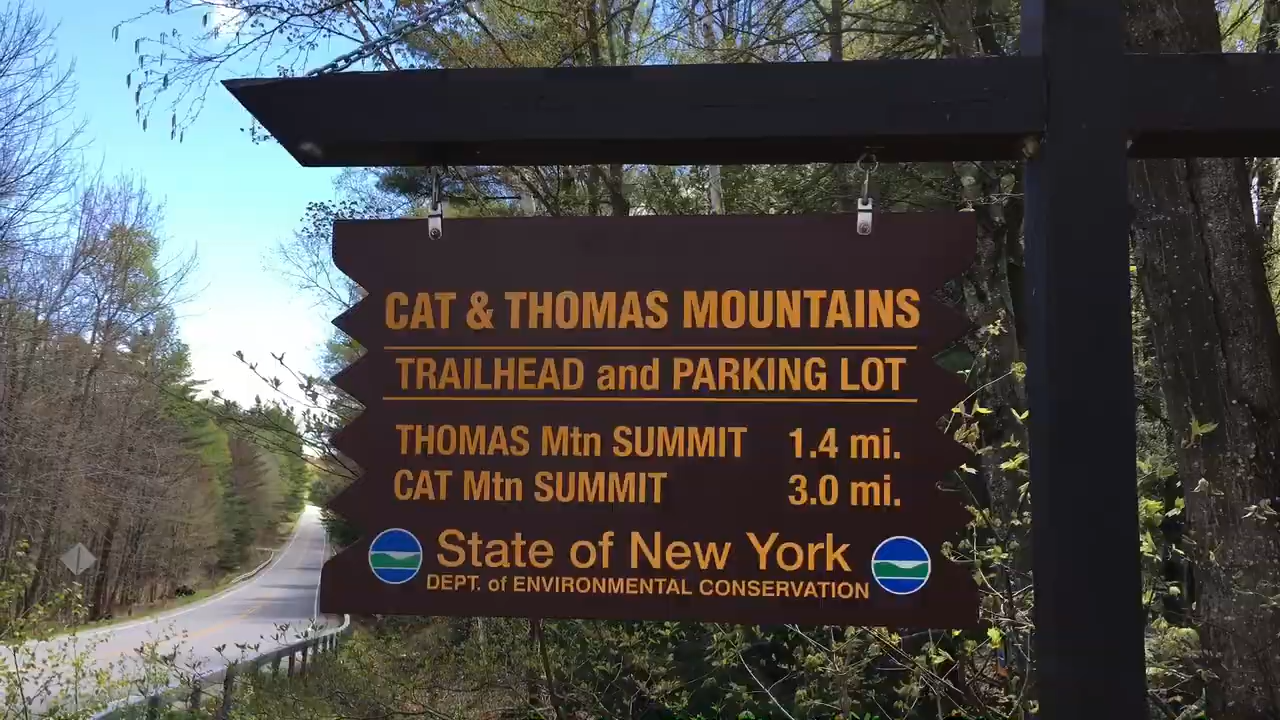 CAT & THOMAS MOUNTAINS
TRAILHEAD and PARKING LOT
THOMAS Mtn SUMMIT 1.4 mi.
CAT Mtn SUMMIT 3.0 mi.
State of New York
DEPT. of ENVIRONMENTAL CONSERVATION